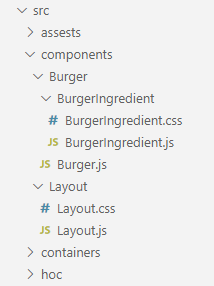 src
assests
components
Burger
BurgerIngredient
# BurgerIngredient.css
JS BurgerIngredient.js
JS Burger.js
Layout
# Layout.css
JS Layout.js
containers
hoc